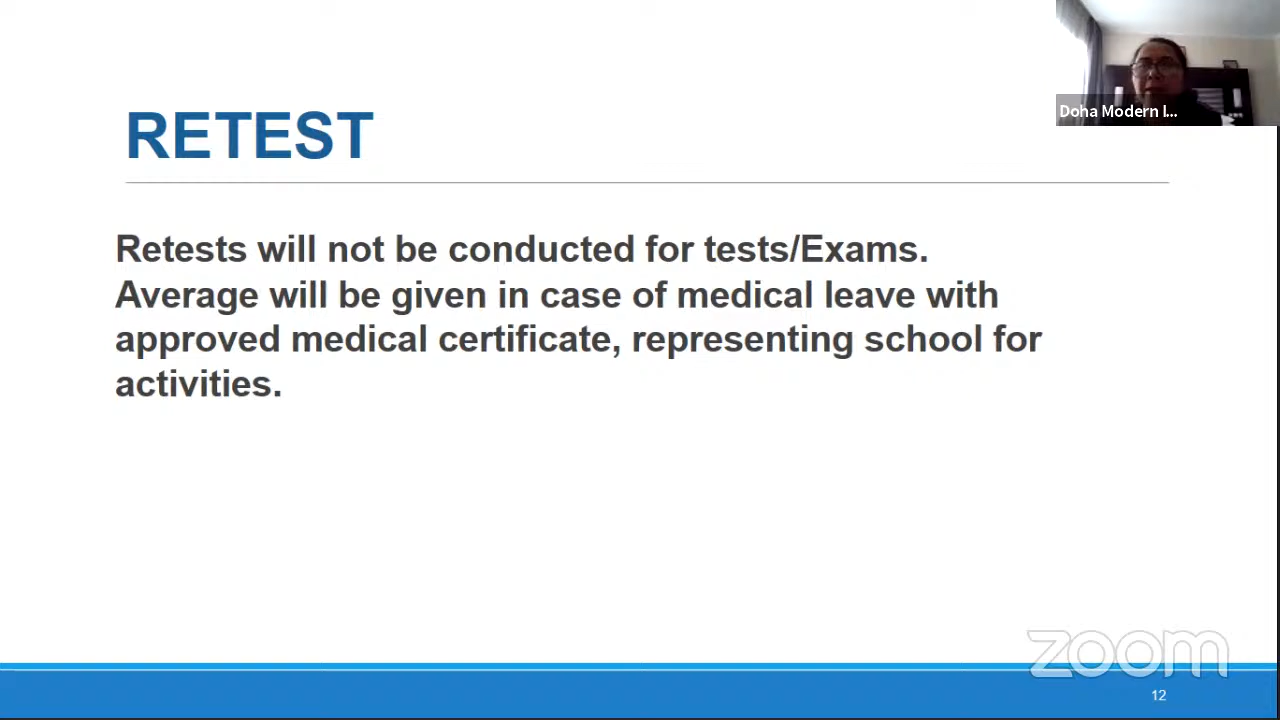 Doha Modern I...
RETEST
Retests will not be conducted for tests/Exams.
Average will be given in case of medical leave with
approved medical certificate, representing school for
activities.
zoom
12